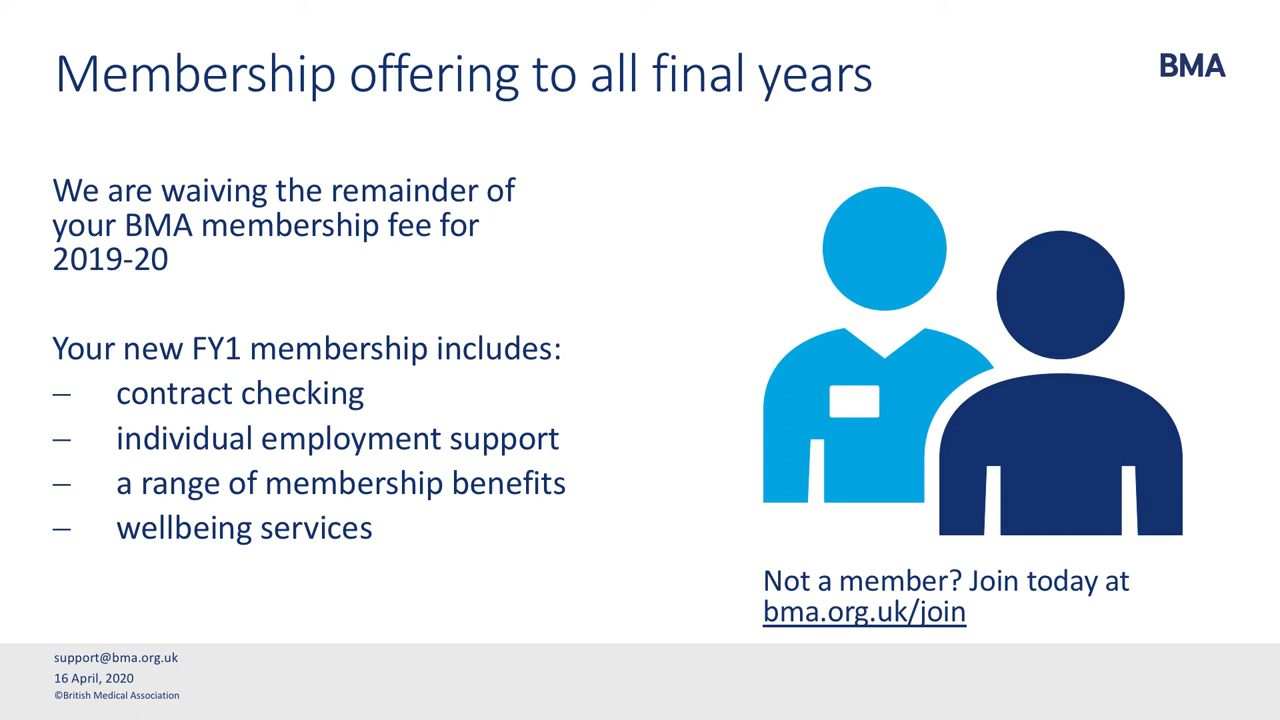 Membership offering to all final years
BMA
We are waiving the remainder of
your BMA membership fee for
2019-20
Your new FY1 membership includes:
– contract checking
– individual employment support
– a range of membership benefits
– wellbeing services
Not a member? Join today at
bma.org.uk/join
support@bma.org.uk
16 April, 2020
©British Medical Association